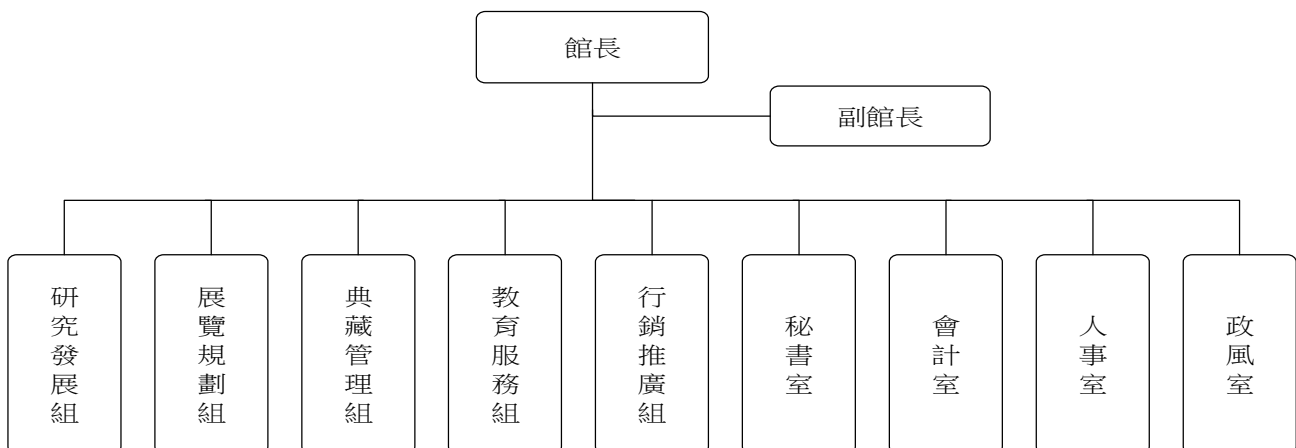 館長
副館長
研究發展組
展覽規劃組
典藏管理組
教育服務組
行銷推廣組
秘書室
會計室
人事室
政風室